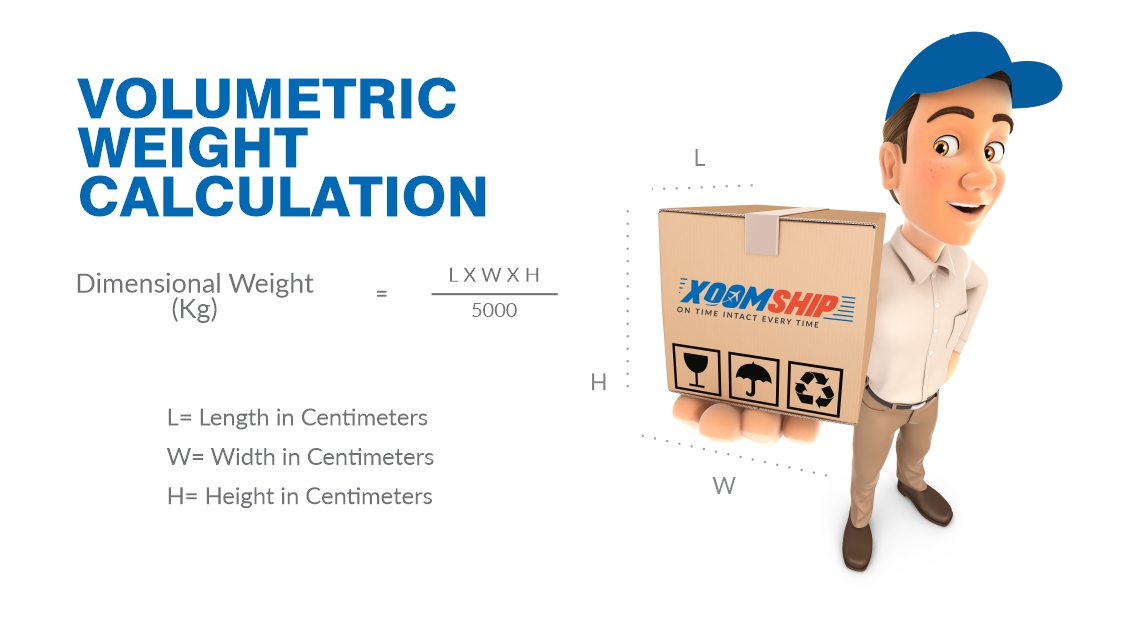 VOLUMETRIC
WEIGHT
CALCULATION
Dimensional Weight
(Kg)
=
L X W X H
5000
L= Length in Centimeters
W= Width in Centimeters
H= Height in Centimeters
L
H
W
XOOMSHIP
ON TIME INTACT EVERY TIME